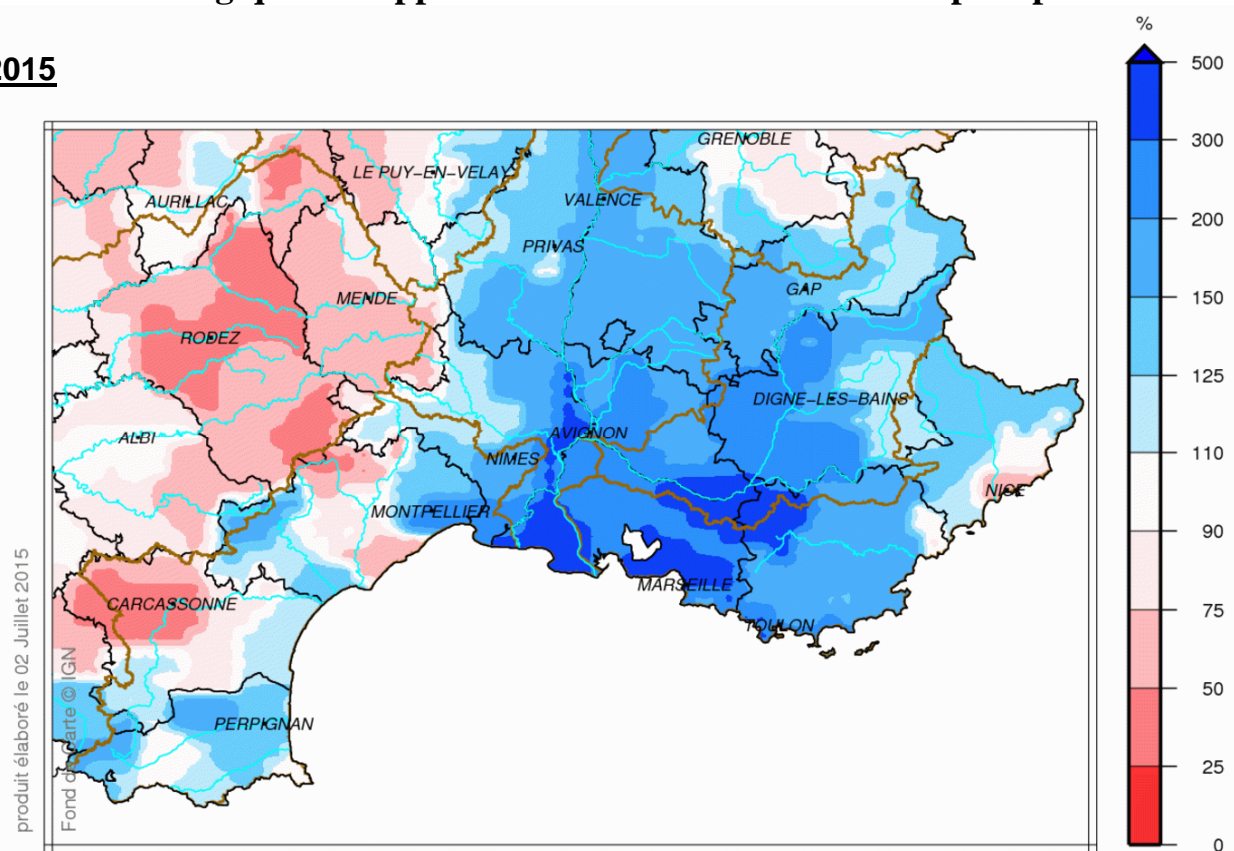 %
2015
500
300
200
150
125
110
90
75
50
25
0
GRENOBLE
LE PUY-EN-VELAY
AURILLAC
VALENCE
PRIVAS
GAP
MENDE
RODEZ
DIGNE-LES-BAINS
ALBI
AVIGNON
NIMES
NICE
MONTPELLIER
MARSEILLE
CARCASSONNE
TOULON
PERPIGNAN
produit élaboré le 02 Juillet 2015
Fond de Carte © IGN